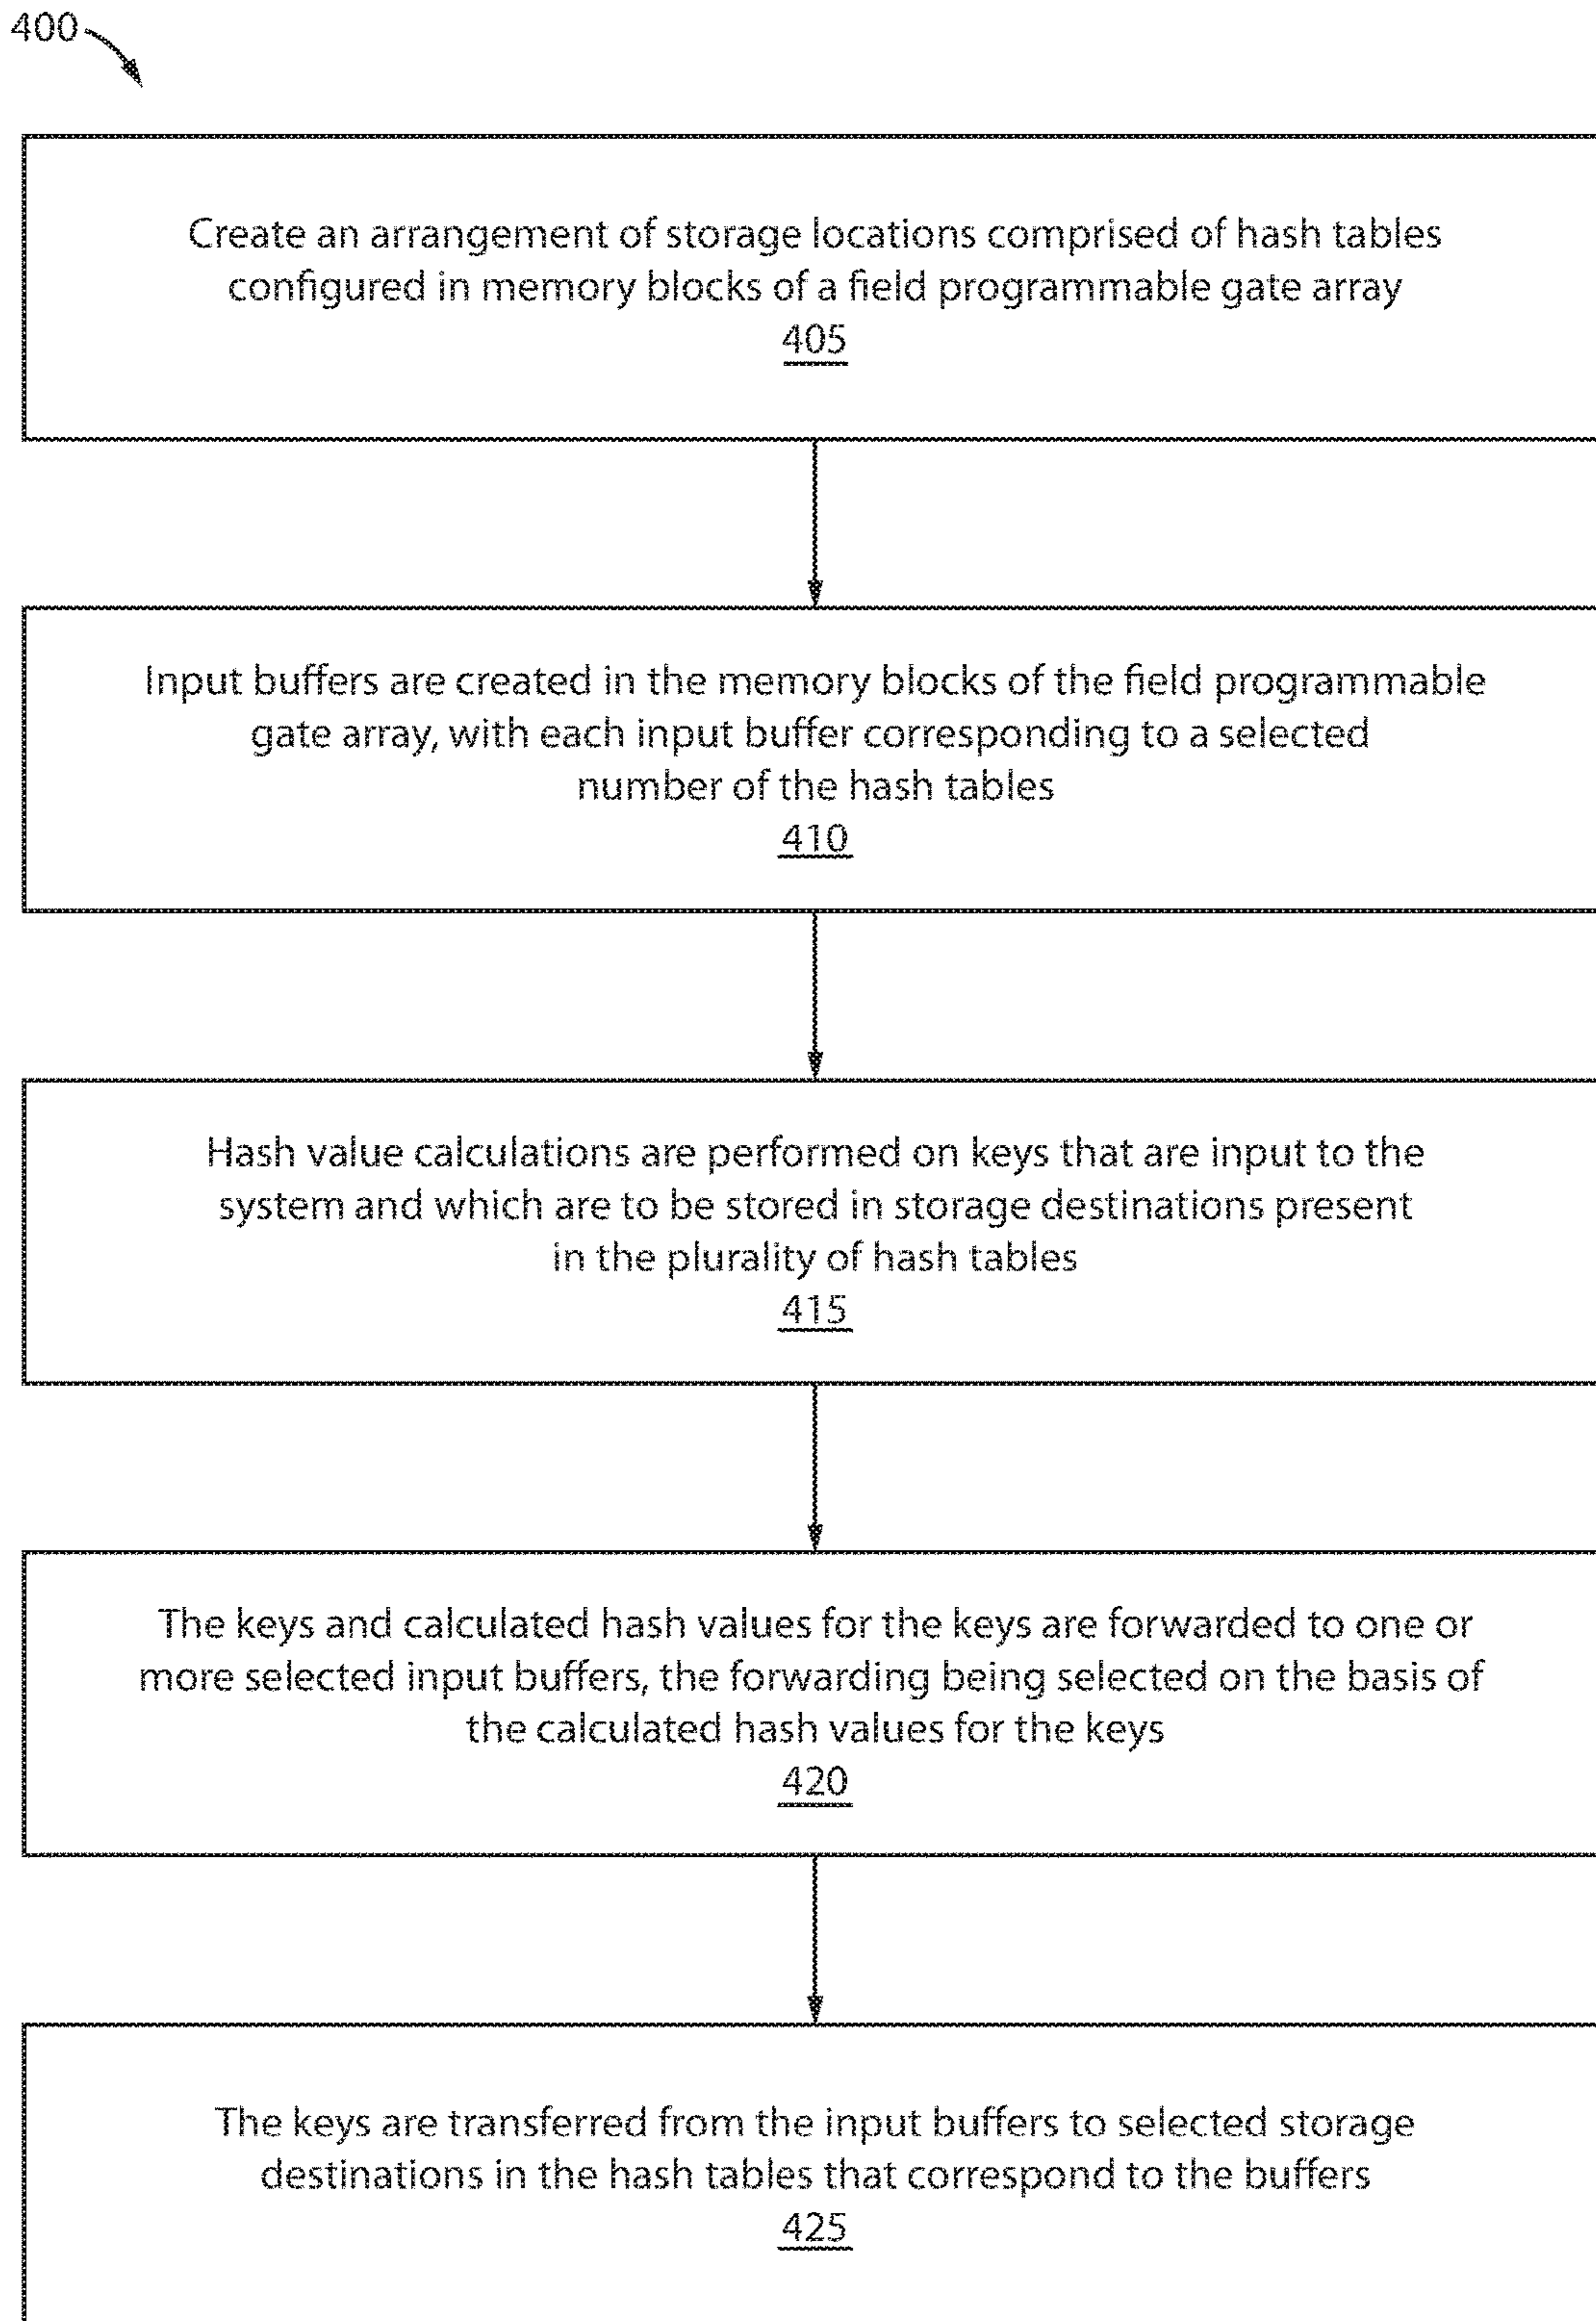 400
Create an arrangement of storage locations comprised of hash tables
configured in memory blocks of a field programmable gate array
405
Input buffers are created in the memory blocks of the field programmable
gate array, with each input buffer corresponding to a selected
number of the hash tables
410
Hash value calculations are performed on keys that are input to the
system and which are to be stored in storage destinations present
in the plurality of hash tables
415
The keys and calculated hash values for the keys are forwarded to one or
more selected input buffers, the forwarding being selected on the basis of
the calculated hash values for the keys
420
The keys are transferred from the input buffers to selected storage
destinations in the hash tables that correspond to the buffers
425